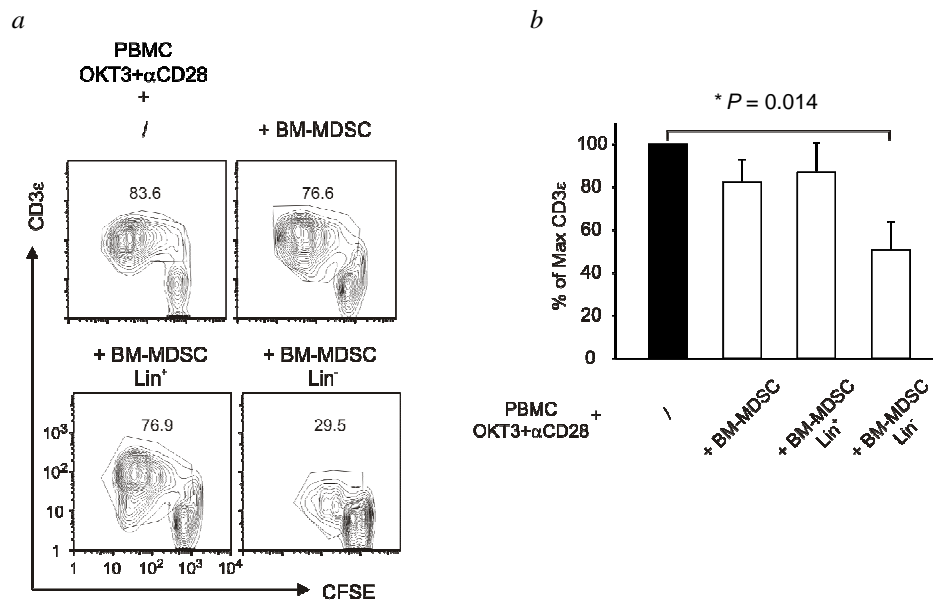 a
PBMC
OKT3+αCD28
+
/
+ BM-MDSC
83.6
76.6
CD3ε
+ BM-MDSC
Lin⁺
+ BM-MDSC
Lin⁻
76.9
29.5
10³
10²
10
1
1 10 10² 10³ 10⁴
CFSE
b
* P = 0.014
% of Max CD3ε
100
80
60
40
20
0
PBMC
OKT3+αCD28
+
/
+ BM-MDSC
+ BM-MDSC
Lin⁺
+ BM-MDSC
Lin⁻